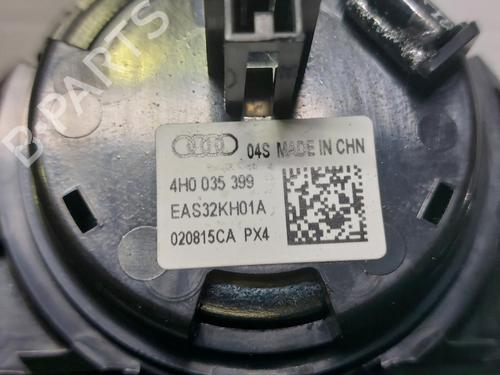 04S MADE IN CHN
4H0 035 399
EAS32KH01A
020815CA PX4
B-PARTS